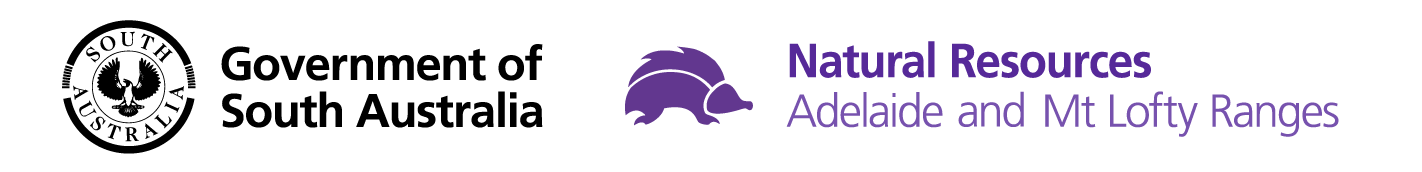 SOUTH
AUSTRALIA
Government of
South Australia
Natural Resources
Adelaide and Mt Lofty Ranges